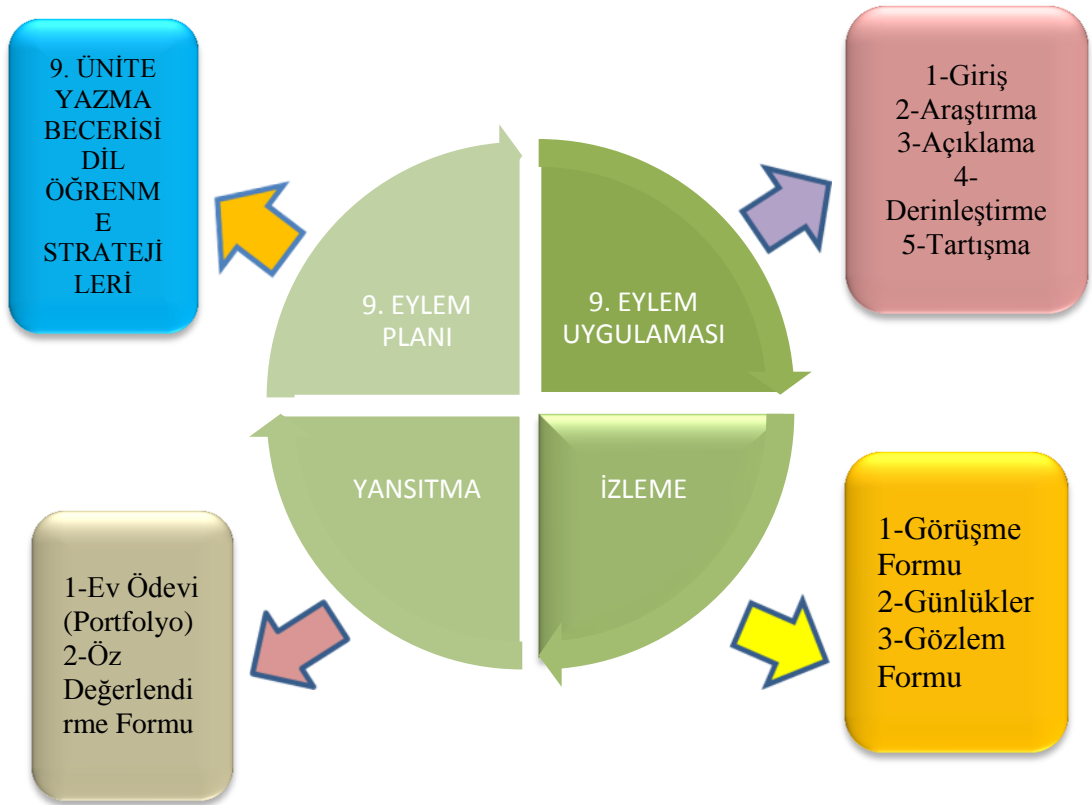 9. ÜNİTE
YAZMA
BECERİSİ
DİL
ÖĞRENM
E
STRATEJİ
LERİ
1-Giriş
2-Araştırma
3-Açıklama
4-
Derinleştirme
5-Tartışma
9. EYLEM
PLANI
9. EYLEM
UYGULAMASI
YANSITMA
İZLEME
1-Ev Ödevi
(Portfolyo)
2-Öz
Değerlendi
rme Formu
1-Görüşme
Formu
2-Günlükler
3-Gözlem
Formu